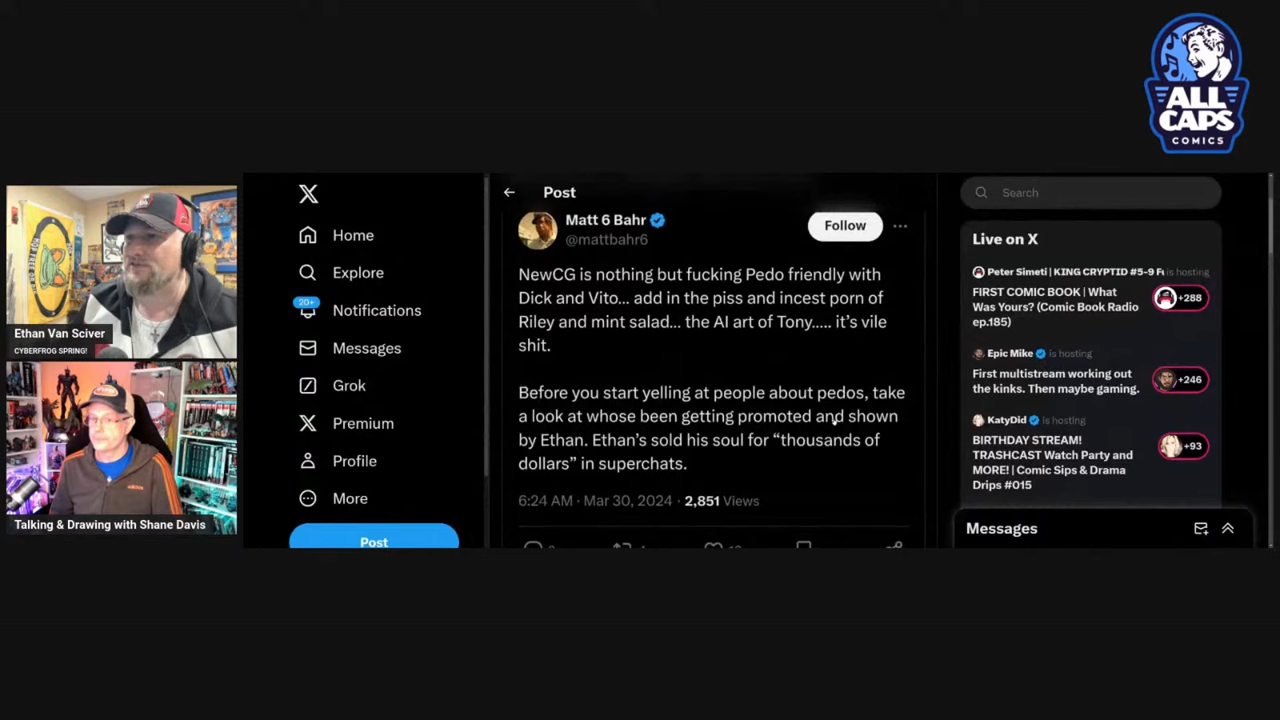 ALL
CAPS
COMICS
Ethan Van Sciver
CYBERFROG SPRING!
Talking & Drawing with Shane Davis
Home
Explore
20+
Notifications
Messages
Grok
Premium
Profile
More
Post
Post
Matt 6 Bahr
@mattbahr6
Follow
NewCG is nothing but fucking Pedo friendly with
Dick and Vito... add in the piss and incest porn of
Riley and mint salad... the AI art of Tony..... it's vile
shit.
Before you start yelling at people about pedos, take
a look at whose been getting promoted and shown
by Ethan. Ethan's sold his soul for “thousands of
dollars” in superchats.
6:24 AM · Mar 30, 2024 · 2,851 Views
Search
Live on X
Peter Simeti | KING CRYPTID #5-9 is hosting
FIRST COMIC BOOK | What
Was Yours? (Comic Book Radio
ep.185)
+288
Epic Mike is hosting
First multistream working out
the kinks. Then maybe gaming.
+246
KatyDid is hosting
BIRTHDAY STREAM!
TRASHCAST Watch Party and
MORE! | Comic Sips & Drama
Drips #015
+93
Messages